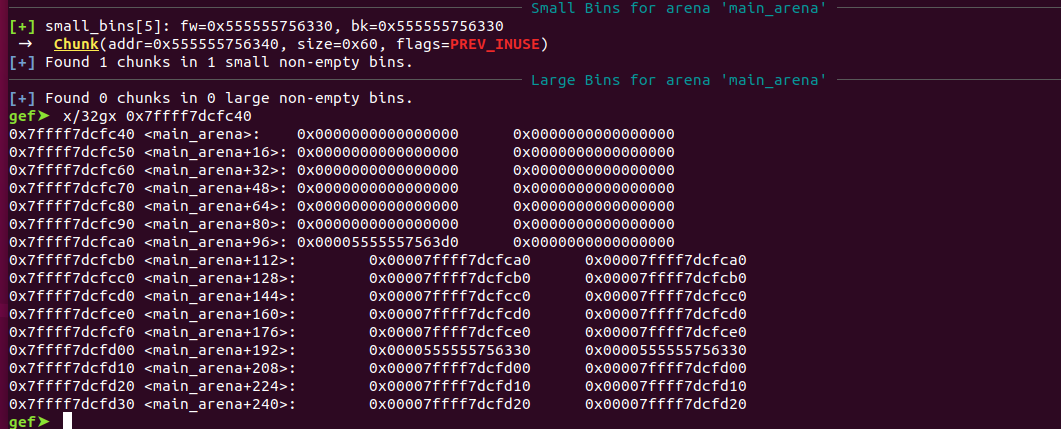 Small Bins for arena 'main_arena'
[+] small_bins[5]: fw=0x555555756330, bk=0x555555756330
→ Chunk(addr=0x555555756340, size=0x60, flags=PREV_INUSE)
[+] Found 1 chunks in 1 small non-empty bins.
Large Bins for arena 'main_arena'
[+] Found 0 chunks in 0 large non-empty bins.
gef➤ x/32gx 0x7ffff7dcfc40
0x7ffff7dcfc40 <main_arena>: 0x0000000000000000 0x0000000000000000
0x7ffff7dcfc50 <main_arena+16>: 0x0000000000000000 0x0000000000000000
0x7ffff7dcfc60 <main_arena+32>: 0x0000000000000000 0x0000000000000000
0x7ffff7dcfc70 <main_arena+48>: 0x0000000000000000 0x0000000000000000
0x7ffff7dcfc80 <main_arena+64>: 0x0000000000000000 0x0000000000000000
0x7ffff7dcfc90 <main_arena+80>: 0x0000000000000000 0x0000000000000000
0x7ffff7dcfca0 <main_arena+96>: 0x00005555557563d0 0x0000000000000000
0x7ffff7dcfcb0 <main_arena+112>: 0x00007ffff7dcfca0 0x00007ffff7dcfca0
0x7ffff7dcfcc0 <main_arena+128>: 0x00007ffff7dcfcb0 0x00007ffff7dcfcb0
0x7ffff7dcfcd0 <main_arena+144>: 0x00007ffff7dcfcc0 0x00007ffff7dcfcc0
0x7ffff7dcfce0 <main_arena+160>: 0x00007ffff7dcfcd0 0x00007ffff7dcfcd0
0x7ffff7dcfcf0 <main_arena+176>: 0x00007ffff7dcfce0 0x00007ffff7dcfce0
0x7ffff7dcfd00 <main_arena+192>: 0x0000555555756330 0x0000555555756330
0x7ffff7dcfd10 <main_arena+208>: 0x00007ffff7dcfd00 0x00007ffff7dcfd00
0x7ffff7dcfd20 <main_arena+224>: 0x00007ffff7dcfd10 0x00007ffff7dcfd10
0x7ffff7dcfd30 <main_arena+240>: 0x00007ffff7dcfd20 0x00007ffff7dcfd20
gef➤